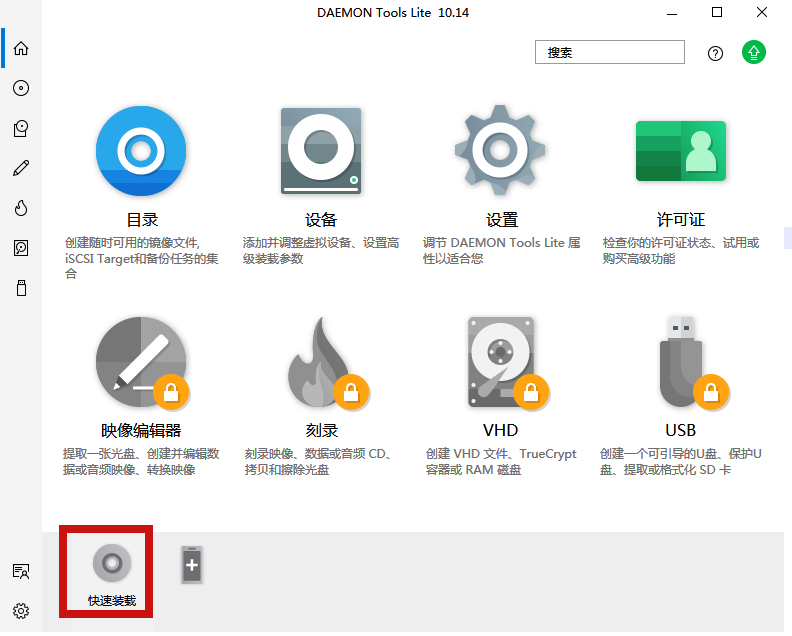 DAEMON Tools Lite 10.14
搜索
目录
创建随时可用的镜像文件,
iSCSI Target和备份任务的集
合
设备
添加并调整虚拟设备、设置高
级装载参数
设置
调节 DAEMON Tools Lite 属
性以适合您
许可证
检查你的许可证状态、试用或
购买高级功能
映像编辑器
提取一张光盘、创建并编辑数
据或音频映像、转换映像
刻录
刻录映像、数据或音频 CD、
拷贝和擦除光盘
VHD
创建 VHD 文件、TrueCrypt
容器或 RAM 磁盘
USB
创建一个可引导的U盘、保护U
盘、提取或格式化 SD 卡
快速装载